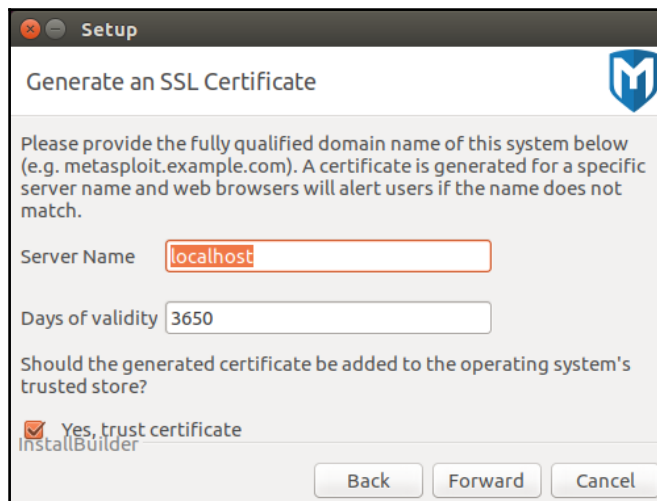 Setup
Generate an SSL Certificate
Please provide the fully qualified domain name of this system below
(e.g. metasploit.example.com). A certificate is generated for a specific
server name and web browsers will alert users if the name does not
match.
Server Name localhost
Days of validity 3650
Should the generated certificate be added to the operating system's
trusted store?
Yes, trust certificate
InstallBuilder
Back Forward Cancel